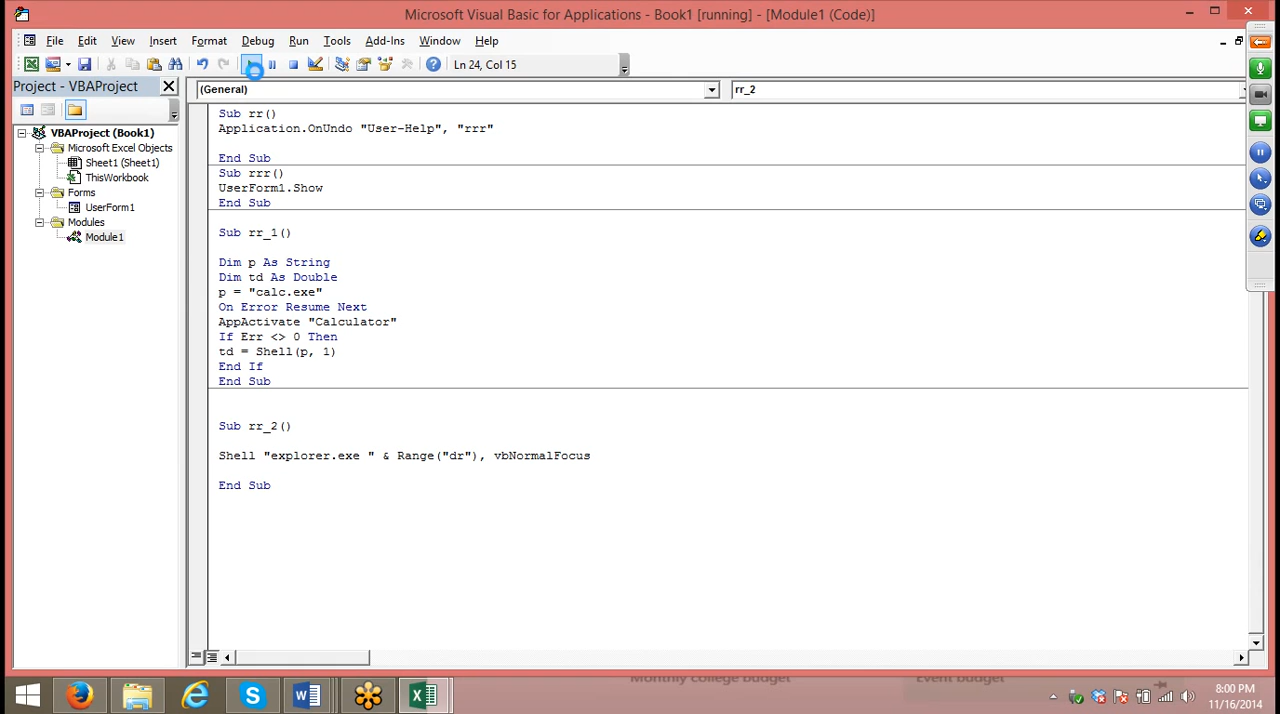 Microsoft Visual Basic for Applications - Book1 [running] - [Module1 (Code)]
File Edit View Insert Format Debug Run Tools Add-Ins Window Help
Ln 24, Col 15
Project - VBAProject
(General)
rr_2
VBAProject (Book1)
Microsoft Excel Objects
Sheet1 (Sheet1)
ThisWorkbook
Forms
UserForm1
Modules
Module1
Sub rr()
Application.OnUndo "User-Help", "rrr"
End Sub
Sub rrr()
UserForm1.Show
End Sub
Sub rr_1()
Dim p As String
Dim td As Double
p = "calc.exe"
On Error Resume Next
AppActivate "Calculator"
If Err <> 0 Then
td = Shell(p, 1)
End If
End Sub
Sub rr_2()
Shell "explorer.exe " & Range("dr"), vbNormalFocus
End Sub
Monthly college budget
Event budget
8:00 PM
11/16/2014